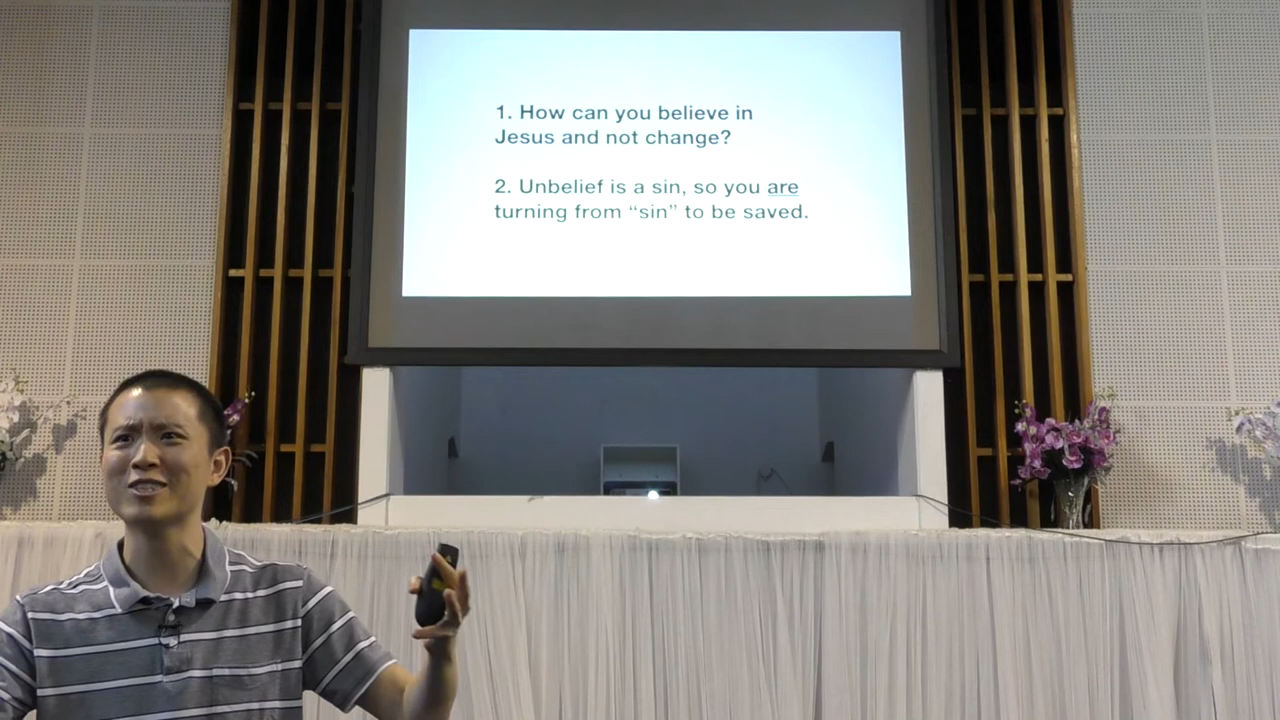 1. How can you believe in
Jesus and not change?
2. Unbelief is a sin, so you are
turning from “sin” to be saved.